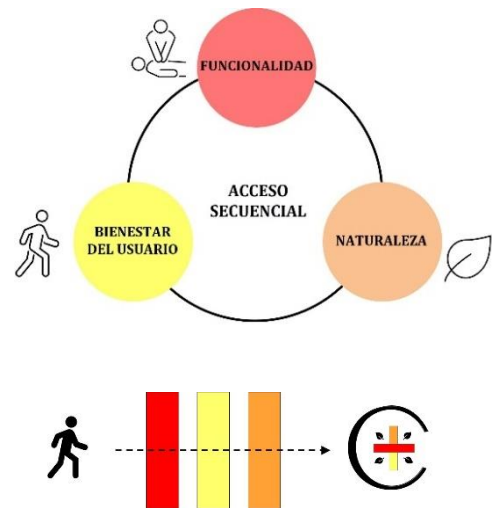 FUNCIONALIDAD
ACCESO
SECUENCIAL
BIENESTAR
DEL USUARIO
NATURALEZA